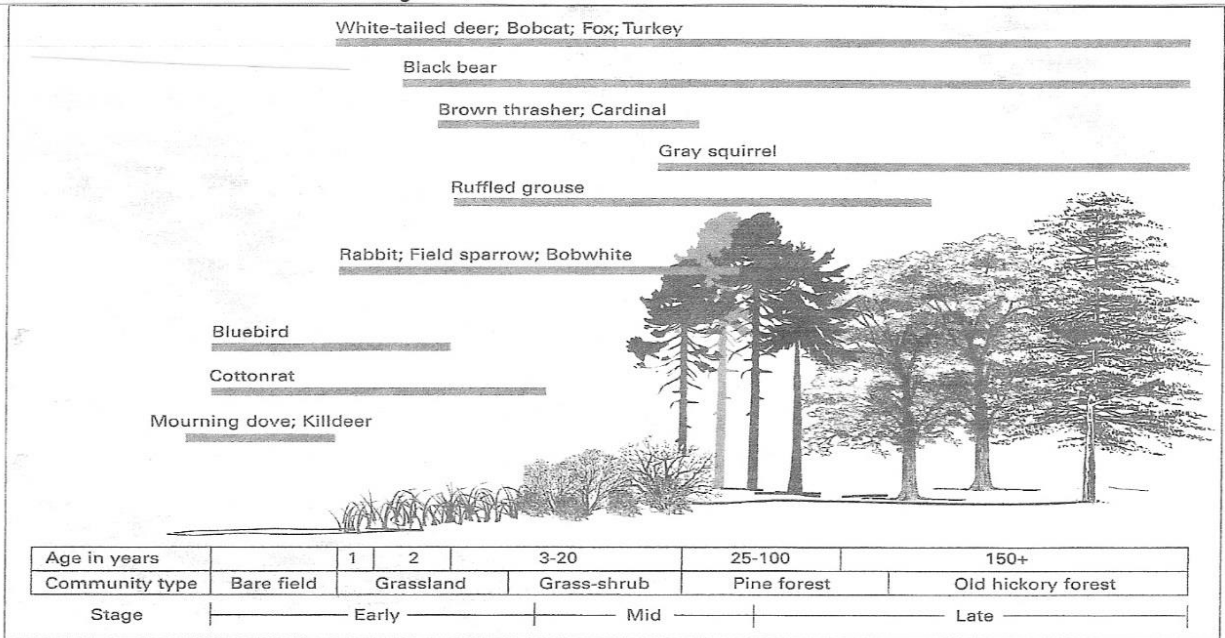 White-tailed deer; Bobcat; Fox; Turkey
Black bear
Brown thrasher; Cardinal
Gray squirrel
Ruffled grouse
Rabbit; Field sparrow; Bobwhite
Bluebird
Cottonrat
Mourning dove; Killdeer
Age in years 1 2 3-20 25-100 150+
Community type Bare field Grassland Grass-shrub Pine forest Old hickory forest
Stage Early Mid Late